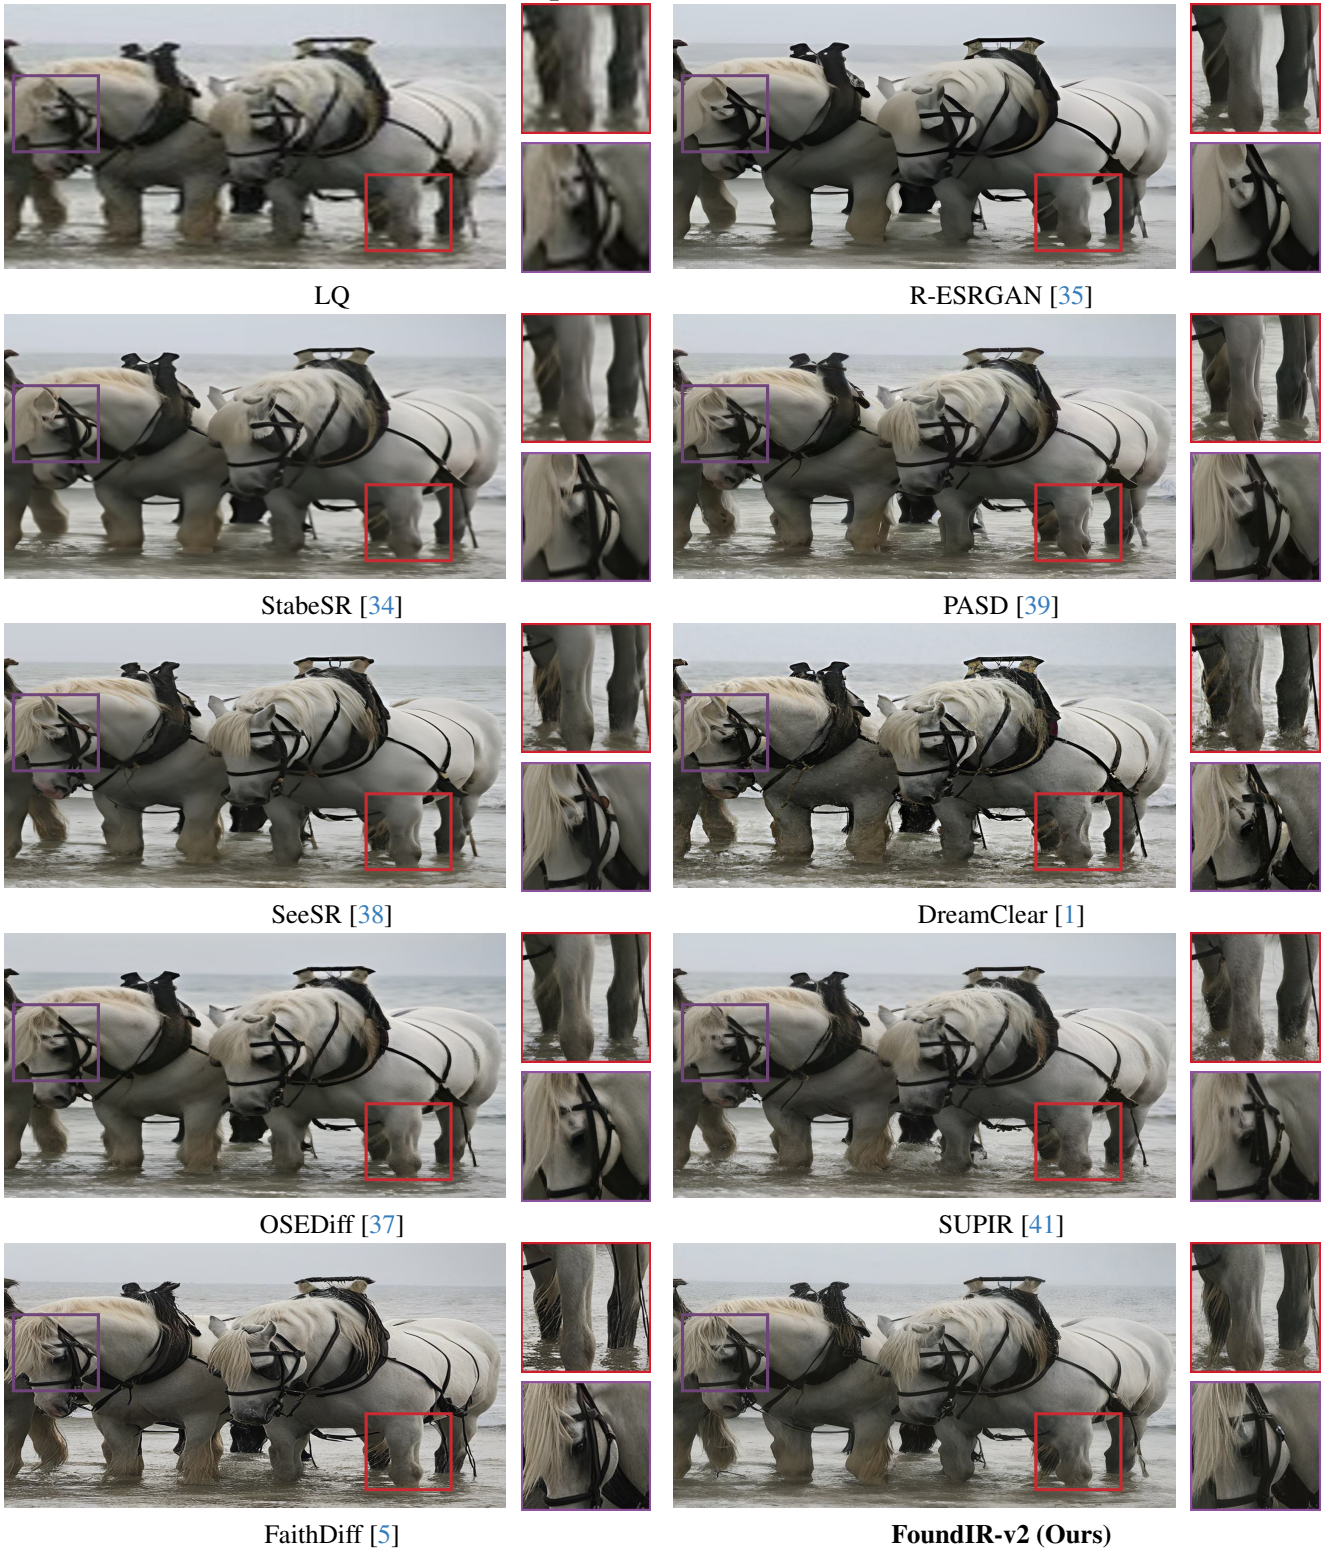 LQ
R-ESRGAN [35]
StabeSR [34]
PASD [39]
SeeSR [38]
DreamClear [1]
OSEDiff [37]
SUPIR [41]
FaithDiff [5]
FoundIR-v2 (Ours)